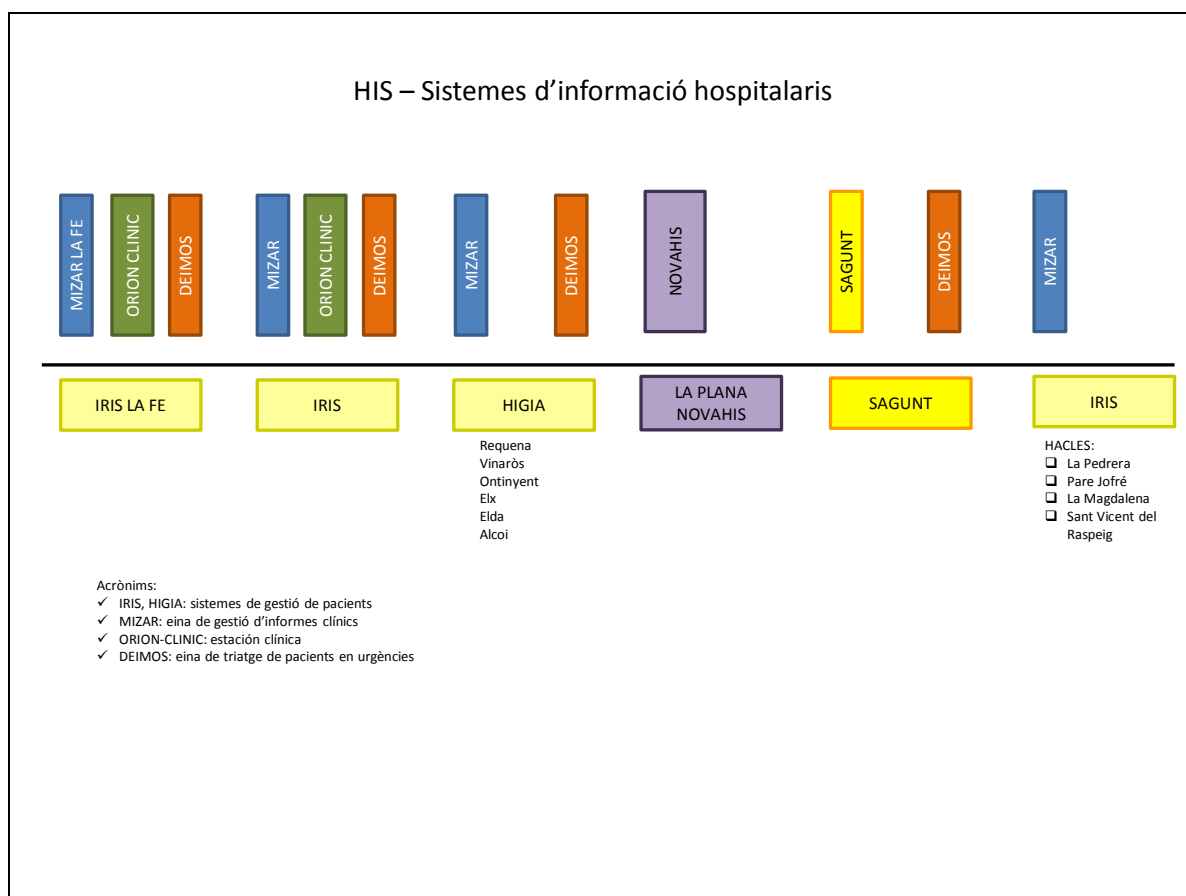 HIS – Sistemes d'informació hospitalaris
MIZAR LA FE
ORION CLINIC
DEIMOS
MIZAR
ORION CLINIC
DEIMOS
MIZAR
DEIMOS
NOVAHIS
SAGUNT
DEIMOS
MIZAR
IRIS LA FE
IRIS
HIGIA
LA PLANA
NOVAHIS
SAGUNT
IRIS
Requena
Vinaròs
Ontinyent
Elx
Elda
Alcoi
HACLES:
❑ La Pedrera
❑ Pare Jofré
❑ La Magdalena
❑ Sant Vicent del
Raspeig
Acrònims:
✓ IRIS, HIGIA: sistemes de gestió de pacients
✓ MIZAR: eina de gestió d'informes clínics
✓ ORION-CLINIC: estación clínica
✓ DEIMOS: eina de triatge de pacients en urgències